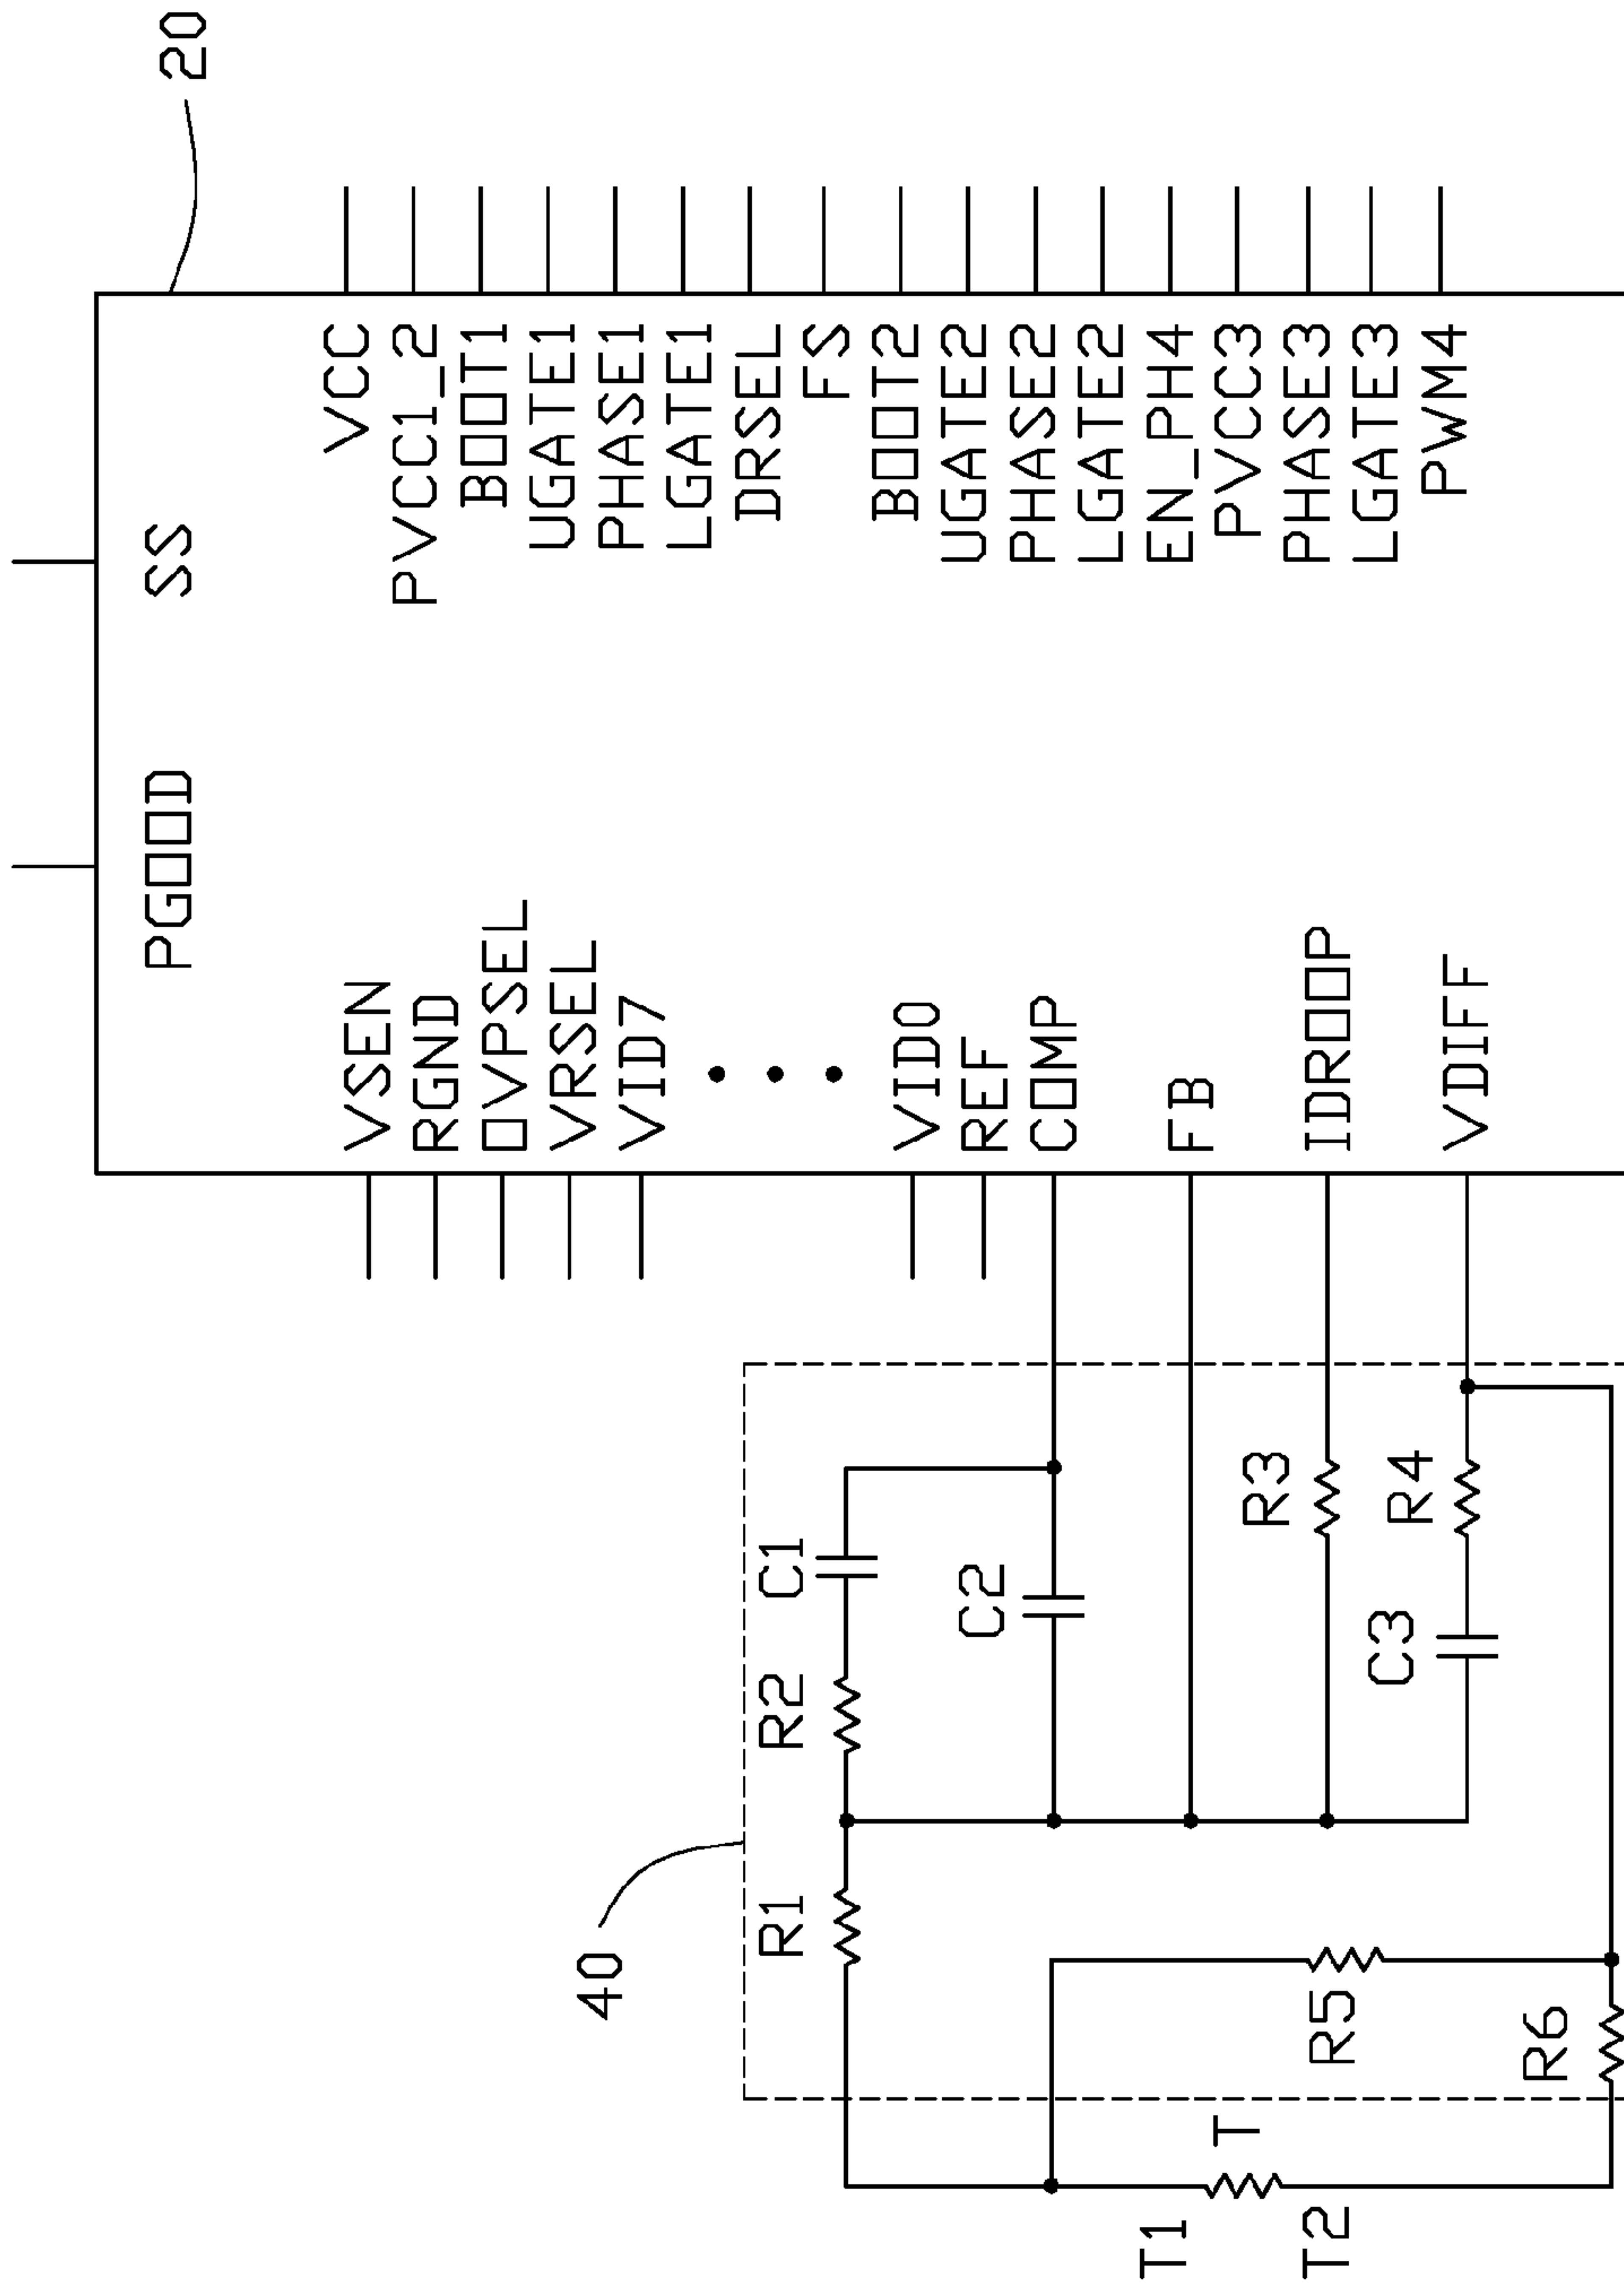 20
SS
PGOOD
VCC
PVCC1_2
BOOT1
UGATE1
PHASE1
LGATE1
DRSEL
FS
BOOT2
UGATE2
PHASE2
LGATE2
EN_PH4
PVCC3
PHASE3
LGATE3
PWM4
VSEN
RGND
OVPSEL
VRSEL
VID7
VID0
REF
COMP
FB
IDROOP
VDIFF
40
R1
R2
C1
C2
R3
C3
R4
R5
R6
T
T1
T2